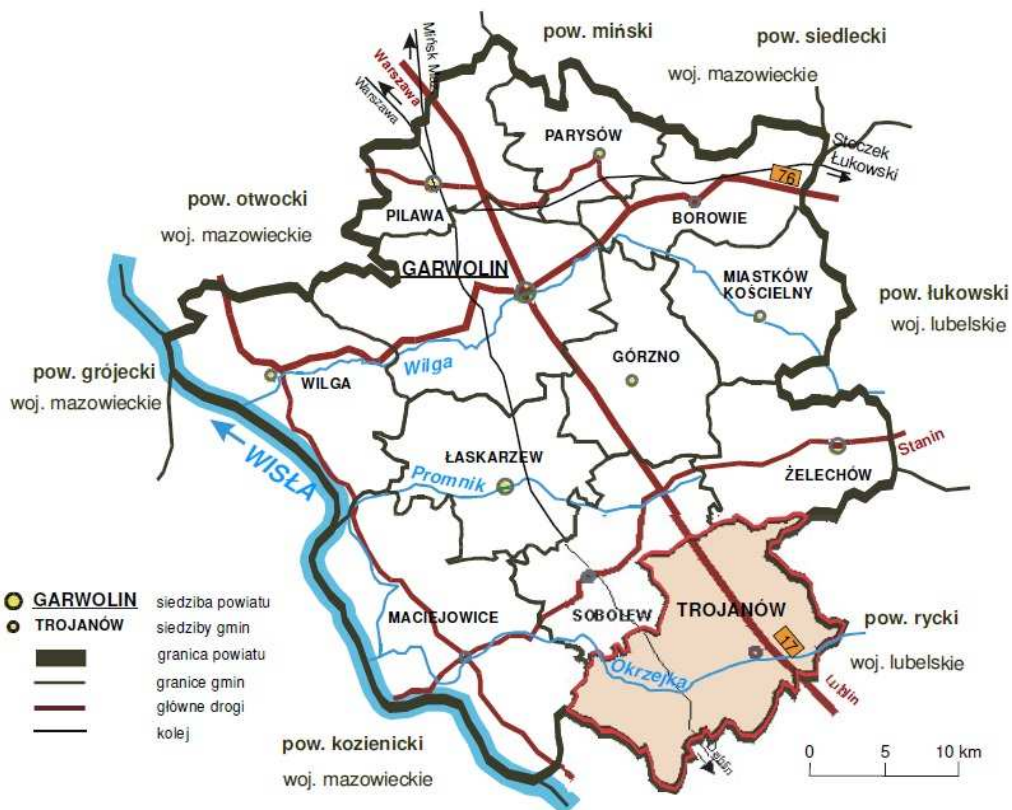 pow. miński
pow. siedlecki
woj. mazowieckie
Mińsk Maz.
Warszawa
Warszawa
PARYSÓW
Stoczek
Łukowski
76
pow. otwocki
woj. mazowieckie
PILAWA
BOROWIE
GARWOLIN
MIASTKÓW
KOŚCIELNY
pow. łukowski
woj. lubelskie
pow. grójecki
woj. mazowieckie
WILGA
Wilga
GÓRZNO
WISŁA
ŁASKARZEW
Promnik
Stanin
ŻELECHÓW
GARWOLIN siedziba powiatu
TROJANÓW siedziby gmin
granica powiatu
granice gmin
główne drogi
kolej
MACIEJOWICE
SOBOLEW
TROJANÓW
17
Okrzejka
Lublin
Dęblin
pow. rycki
woj. lubelskie
pow. kozienicki
woj. mazowieckie
0 5 10 km